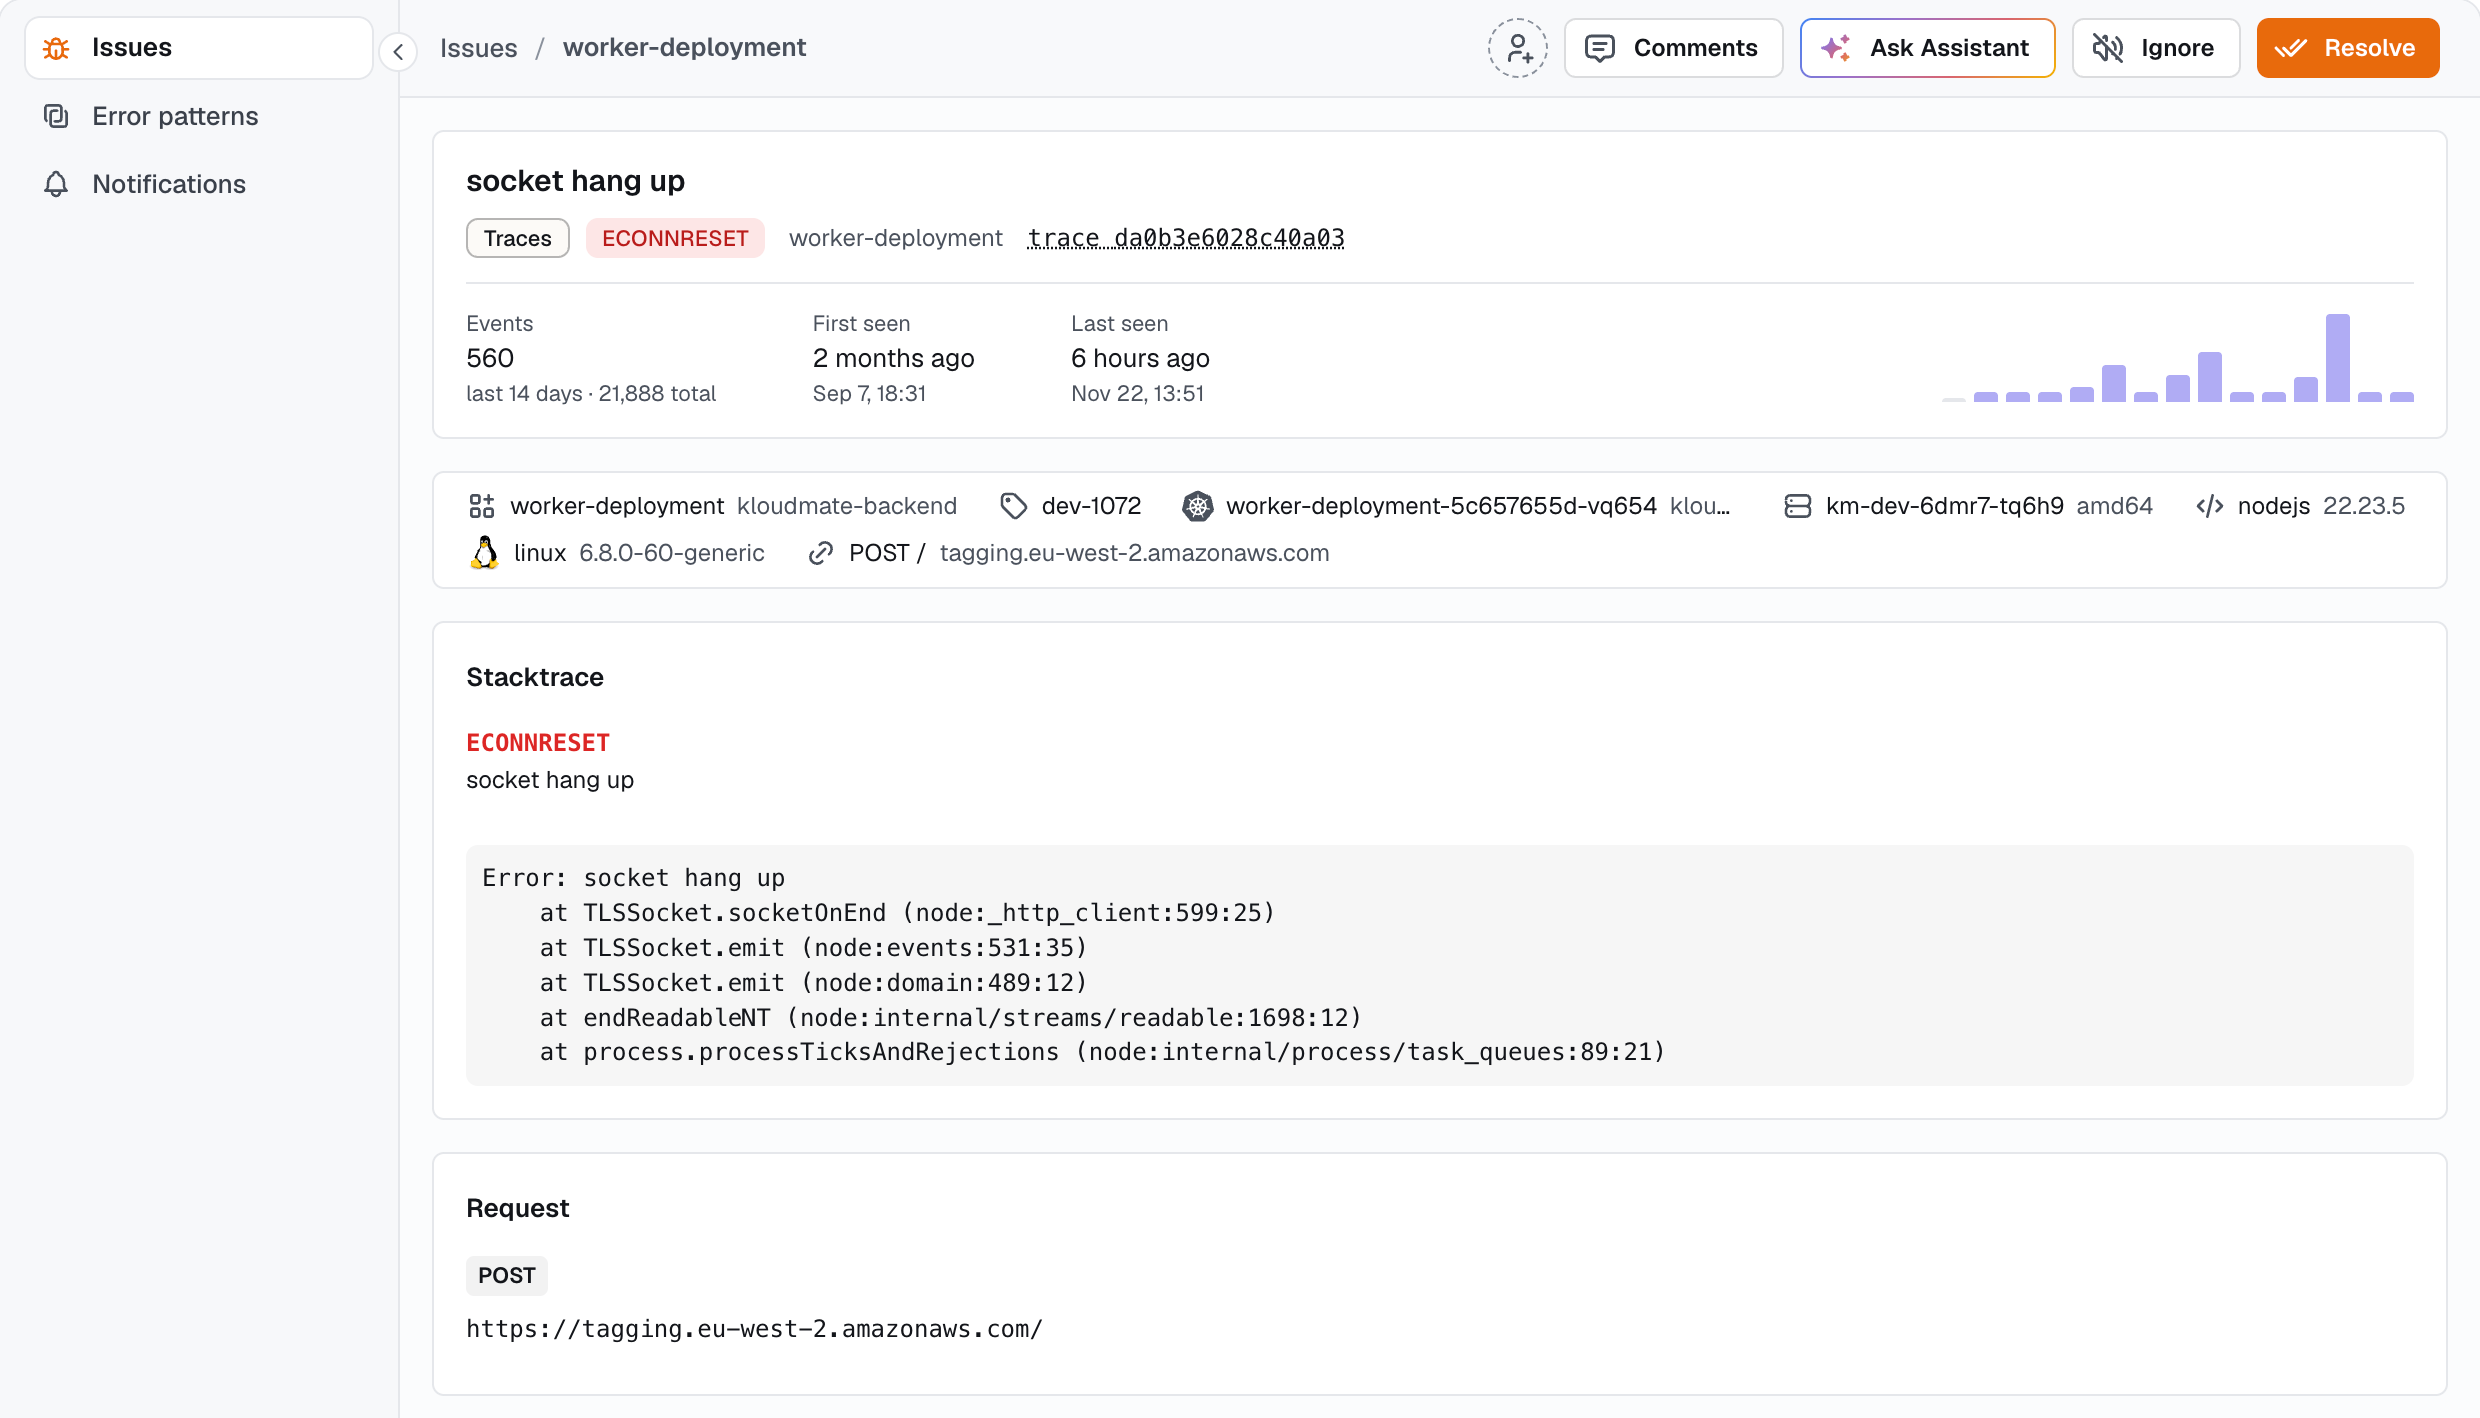 Issues
Error patterns
Notifications
Issues / worker-deployment
Comments
Ask Assistant
Ignore
Resolve
socket hang up
Traces ECONNRESET worker-deployment trace da0b3e6028c40a03
Events
560
last 14 days · 21,888 total
First seen
2 months ago
Sep 7, 18:31
Last seen
6 hours ago
Nov 22, 13:51
worker-deployment kloudmate-backend dev-1072 worker-deployment-5c657655d-vq654 klou... km-dev-6dmr7-tq6h9 amd64 nodejs 22.23.5
linux 6.8.0-60-generic POST / tagging.eu-west-2.amazonaws.com
Stacktrace
ECONNRESET
socket hang up
Error: socket hang up
    at TLSSocket.socketOnEnd (node:_http_client:599:25)
    at TLSSocket.emit (node:events:531:35)
    at TLSSocket.emit (node:domain:489:12)
    at endReadableNT (node:internal/streams/readable:1698:12)
    at process.processTicksAndRejections (node:internal/process/task_queues:89:21)
Request
POST
https://tagging.eu-west-2.amazonaws.com/